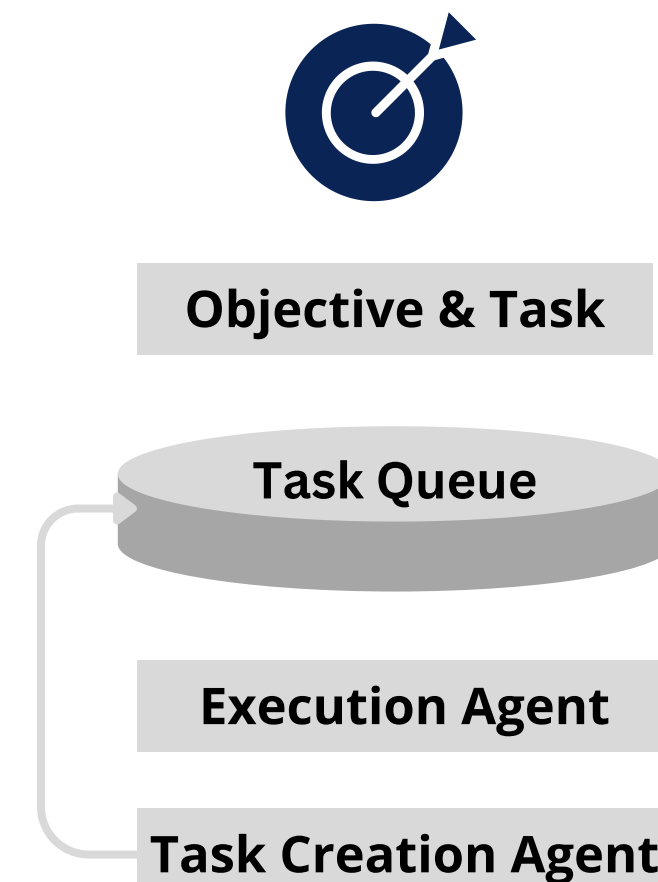 Objective & Task
Task Queue
Execution Agent
Task Creation Agent